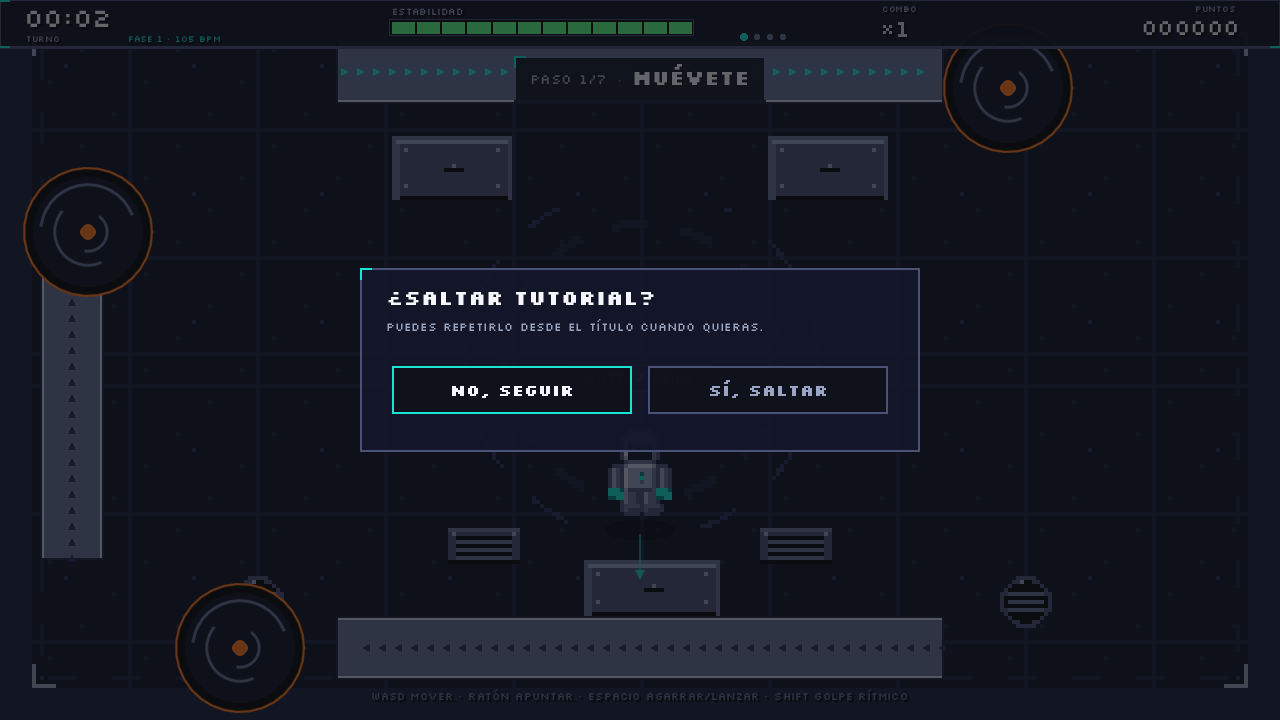 00:02
TURNO
FASE 1 · 105 BPM
ESTABILIDAD
COMBO
×1
PUNTOS
000000
PASO 1/7 · MUÉVETE
¿SALTAR TUTORIAL?
PUEDES REPETIRLO DESDE EL TÍTULO CUANDO QUIERAS.
NO, SEGUIR
SÍ, SALTAR
WASD MOVER · RATÓN APUNTAR · ESPACIO AGARRAR/LANZAR · SHIFT GOLPE RÍTMICO